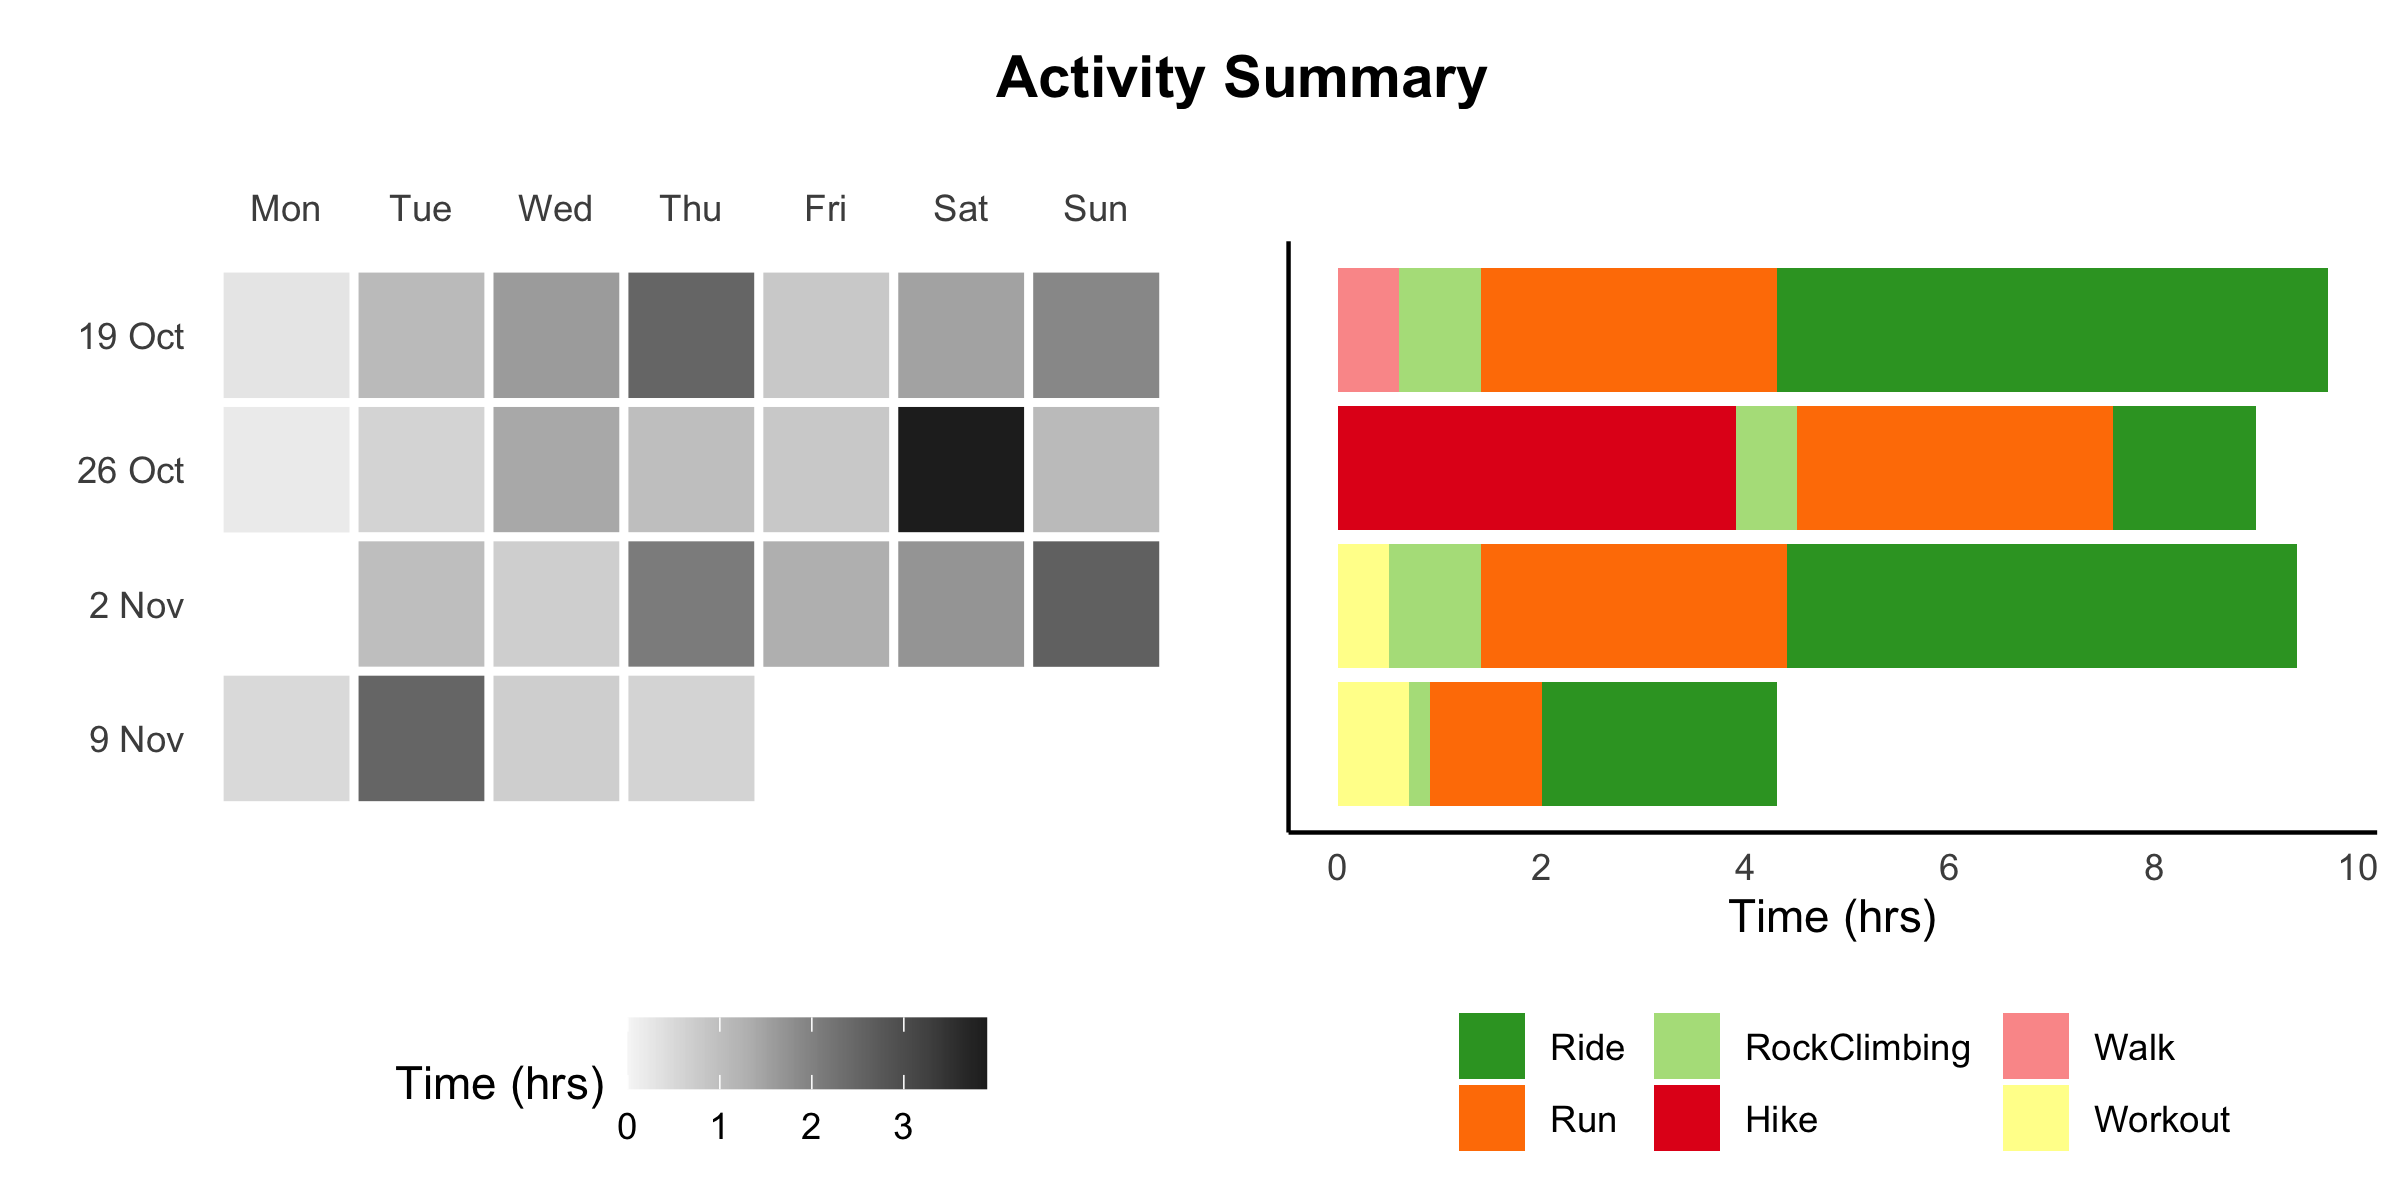 Activity Summary
Mon Tue Wed Thu Fri Sat Sun
19 Oct
26 Oct
2 Nov
9 Nov
Time (hrs)
0 1 2 3
0 2 4 6 8 10
Time (hrs)
Ride RockClimbing Walk
Run Hike Workout